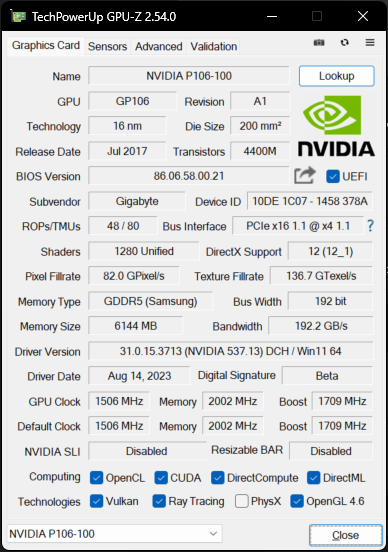 TechPowerUp GPU-Z 2.54.0
Graphics Card Sensors Advanced Validation
Name NVIDIA P106-100 Lookup
GPU GP106 Revision A1
Technology 16 nm Die Size 200 mm²
Release Date Jul 2017 Transistors 4400M
NVIDIA
BIOS Version 86.06.58.00.21 UEFI
Subvendor Gigabyte Device ID 10DE 1C07 - 1458 378A
ROPs/TMUs 48 / 80 Bus Interface PCIe x16 1.1 @ x4 1.1 ?
Shaders 1280 Unified DirectX Support 12 (12_1)
Pixel Fillrate 82.0 GPixel/s Texture Fillrate 136.7 GTexel/s
Memory Type GDDR5 (Samsung) Bus Width 192 bit
Memory Size 6144 MB Bandwidth 192.2 GB/s
Driver Version 31.0.15.3713 (NVIDIA 537.13) DCH / Win11 64
Driver Date Aug 14, 2023 Digital Signature Beta
GPU Clock 1506 MHz Memory 2002 MHz Boost 1709 MHz
Default Clock 1506 MHz Memory 2002 MHz Boost 1709 MHz
NVIDIA SLI Disabled Resizable BAR Disabled
Computing OpenCL CUDA DirectCompute DirectML
Technologies Vulkan Ray Tracing PhysX OpenGL 4.6
NVIDIA P106-100 Close